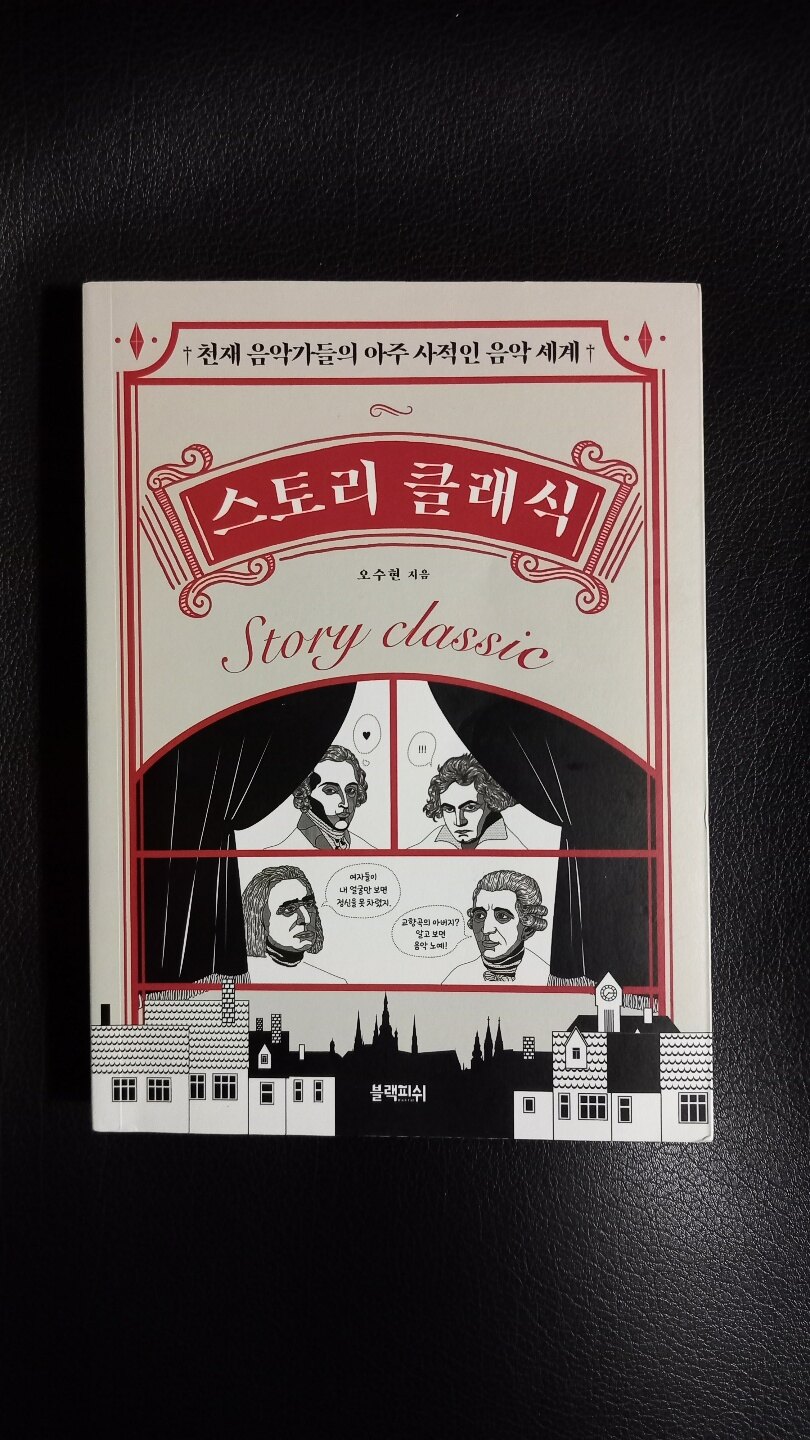 †천재 음악가들의 아주 사적인 음악 세계†
스토리 클래식
오수현 지음
Story classic
♥
!!!
여자들이
내 얼굴만 보면
정신을 못 차렸지.
교향곡의 아버지?
알고 보면
음악 노예!
블랙피쉬